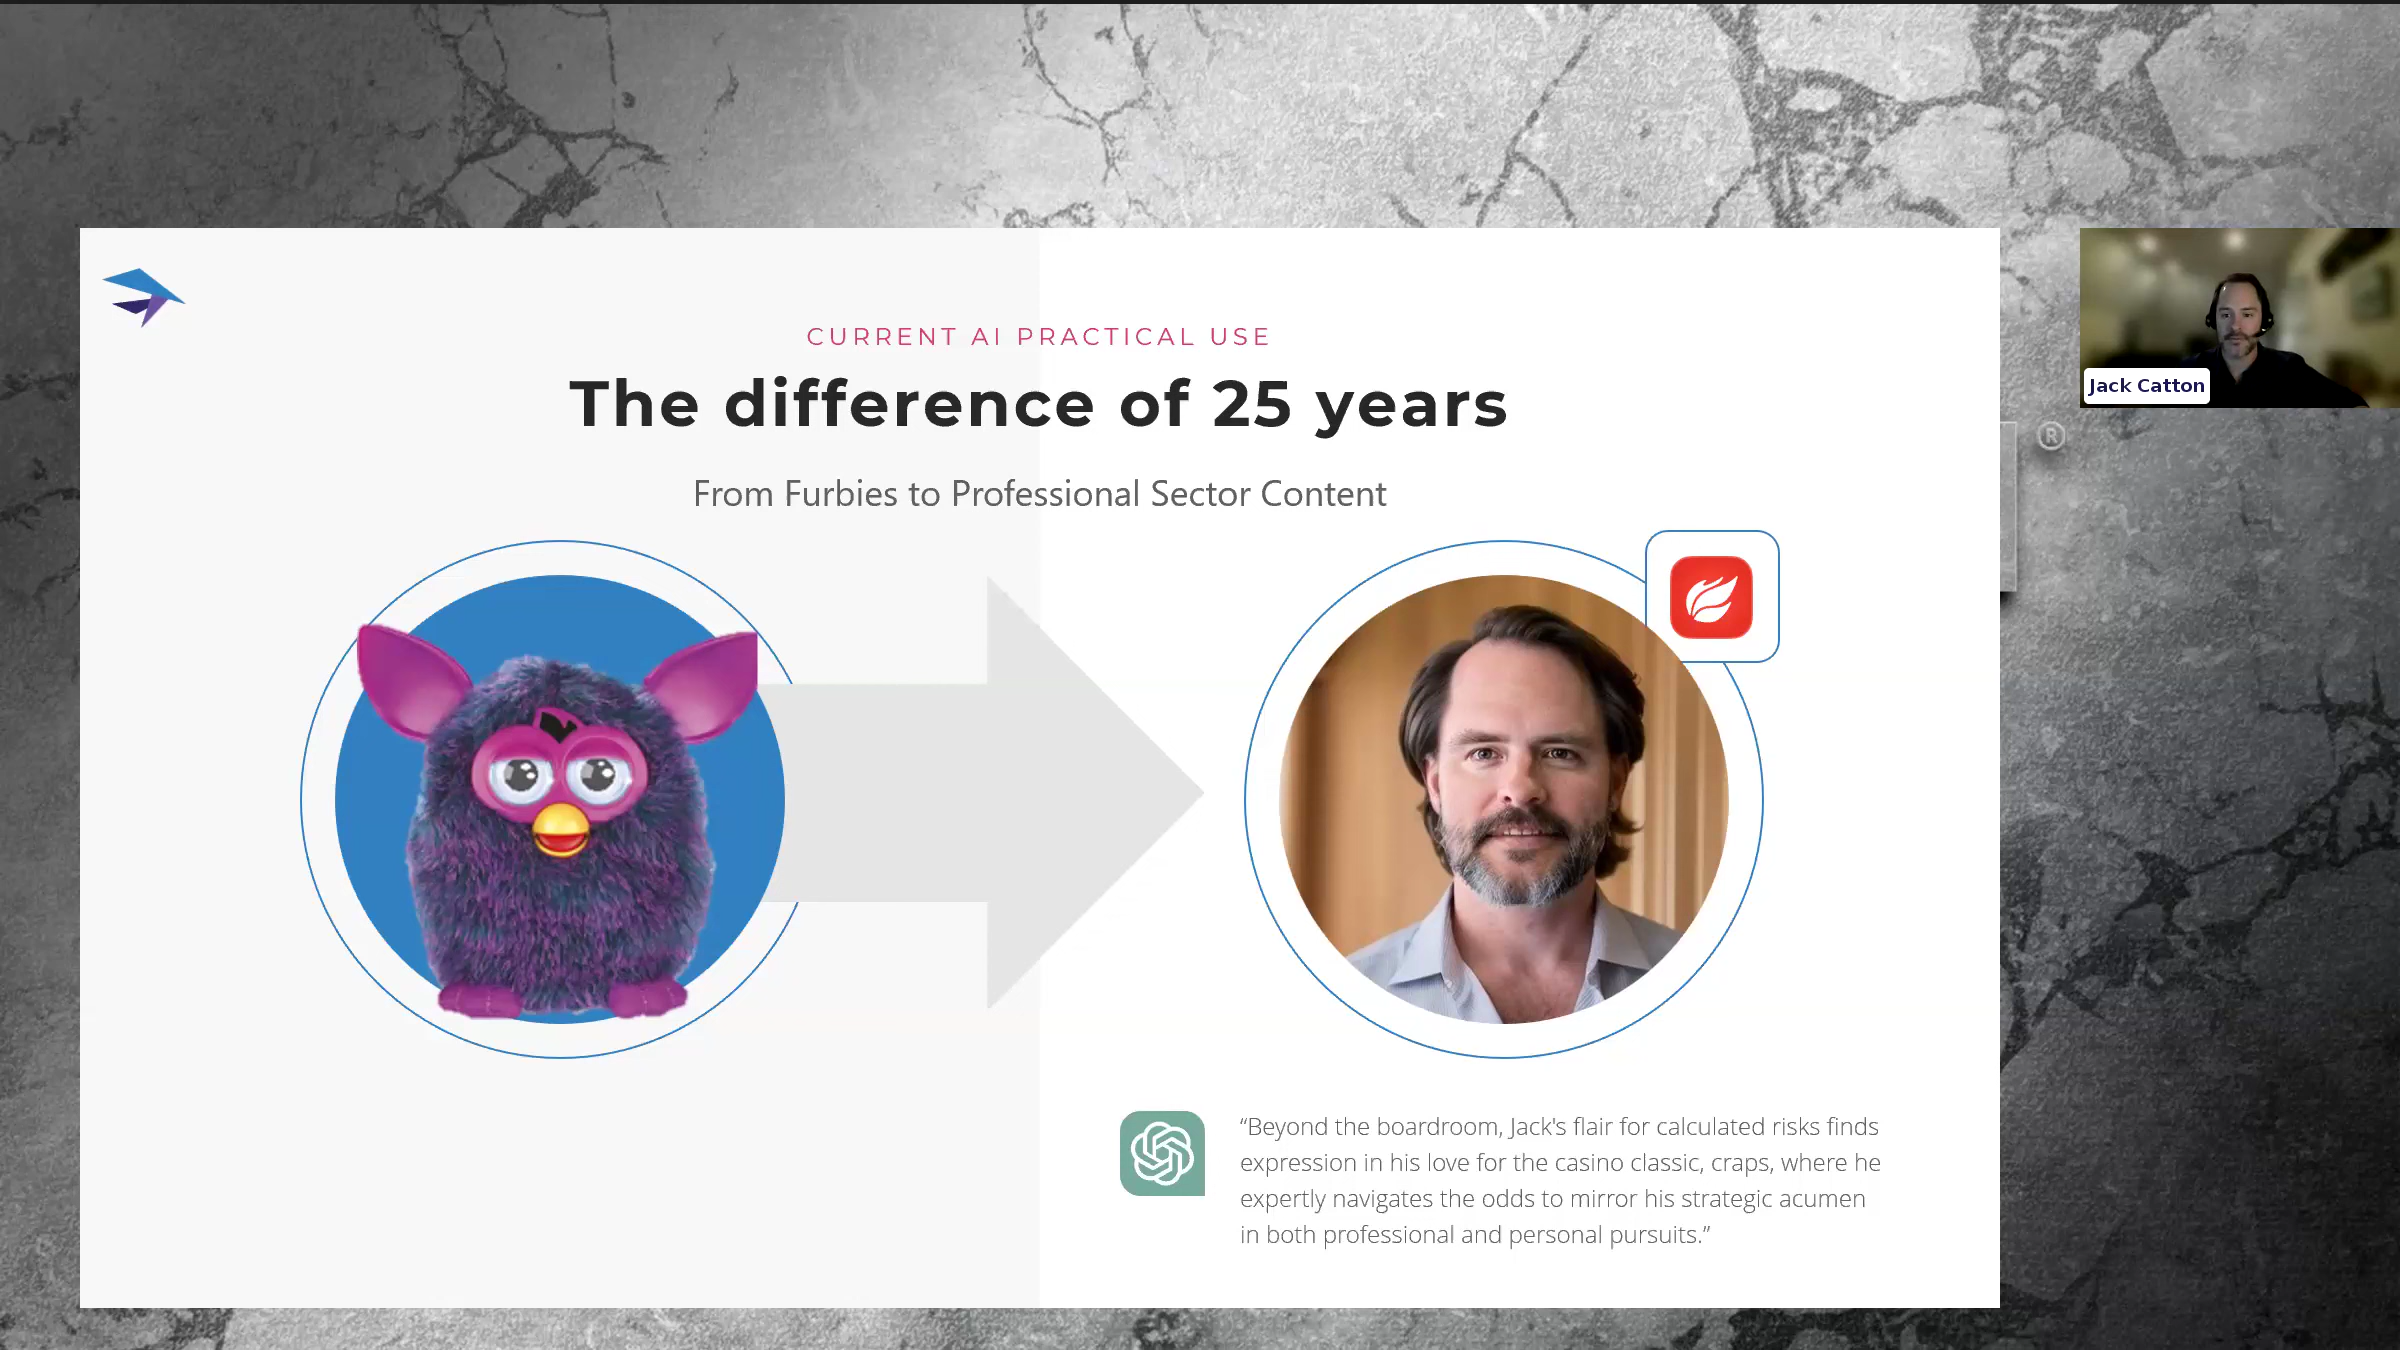 CURRENT AI PRACTICAL USE
The difference of 25 years
From Furbies to Professional Sector Content
Jack Catton
®
“Beyond the boardroom, Jack's flair for calculated risks finds
expression in his love for the casino classic, craps, where he
expertly navigates the odds to mirror his strategic acumen
in both professional and personal pursuits.”